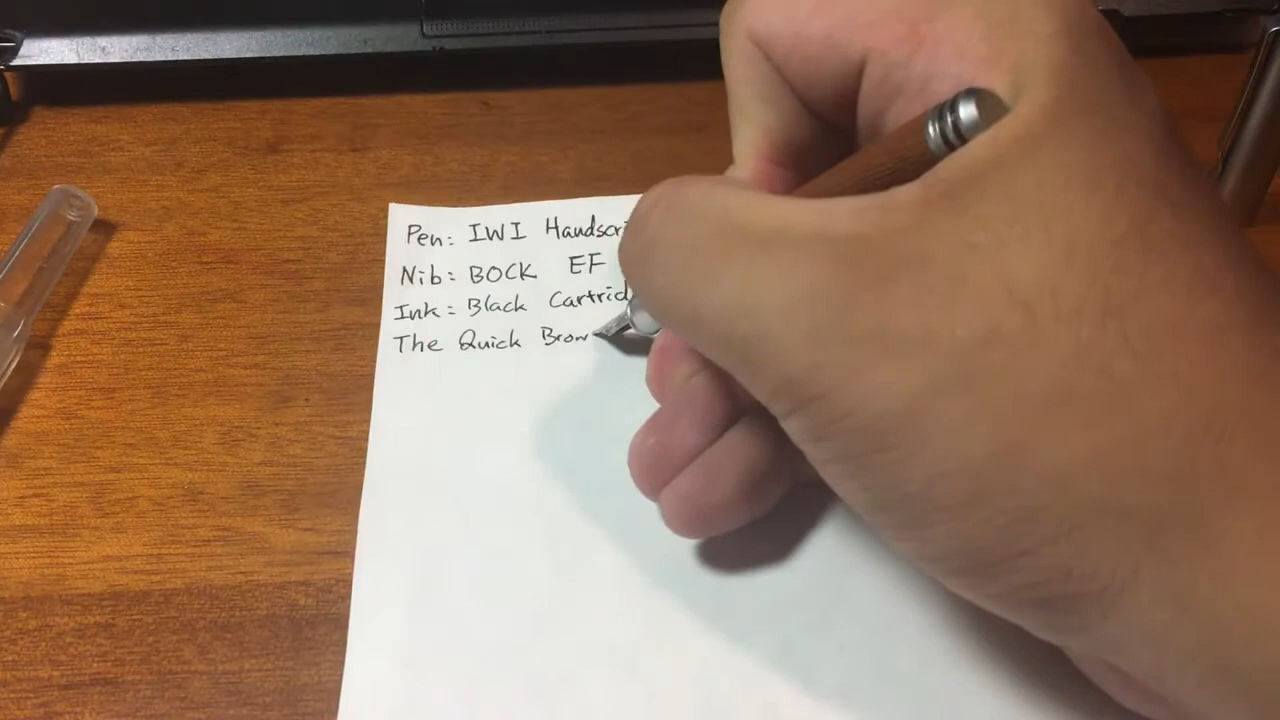 Pen: IWI Handscri
Nib: BOCK EF
Ink: Black Cartrid
The Quick Brow